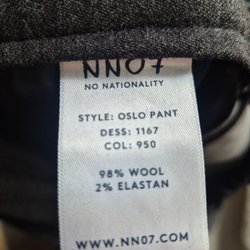 NN07
NO NATIONALITY
STYLE: OSLO PANT
DESS: 1167
COL: 950
98% WOOL
2% ELASTAN
WWW.NN07.COM